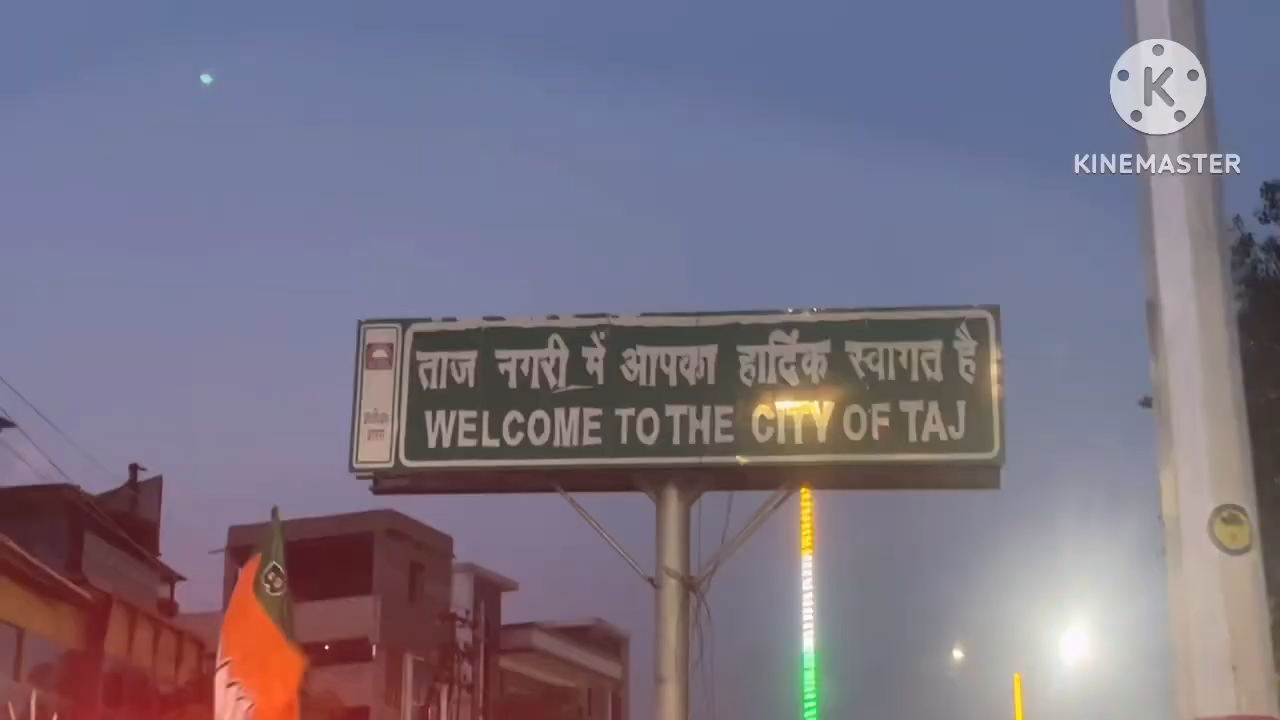 KINEMASTER
ताज नगरी में आपका हार्दिक स्वागत है
WELCOME TO THE CITY OF TAJ